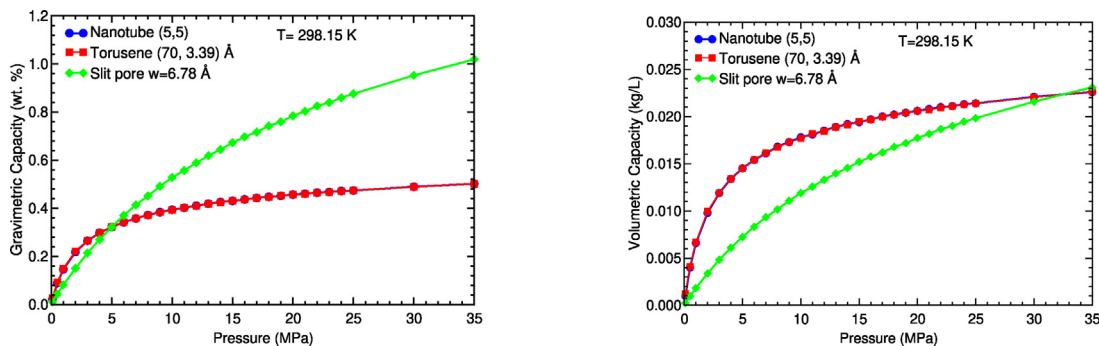 1.2
1.0
0.8
0.6
0.4
0.2
0.0
Gravimetric Capacity (wt. %)
T= 298.15 K
Nanotube (5,5)
Torusene (70, 3.39) Å
Slit pore w=6.78 Å
0 5 10 15 20 25 30 35
Pressure (MPa)
0.030
0.025
0.020
0.015
0.010
0.005
0.000
Volumetric Capacity (kg/L)
Nanotube (5,5)
T=298.15 K
Torusene (70, 3.39) Å
Slit pore w=6.78 Å
0 5 10 15 20 25 30 35
Pressure (MPa)